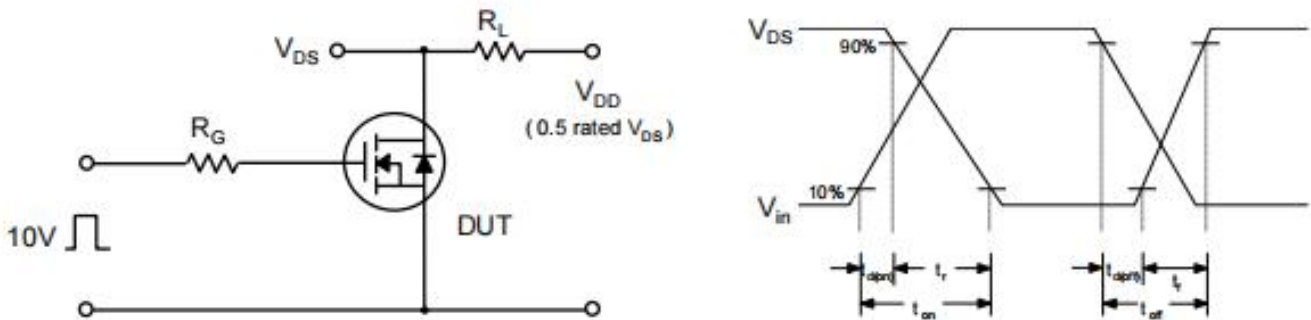 V_DS
R_L
V_DD
( 0.5 rated V_DS )
R_G
10V
DUT
V_DS
90%
10%
V_in
t_d(on)
t_r
t_on
t_d(off)
t_f
t_off